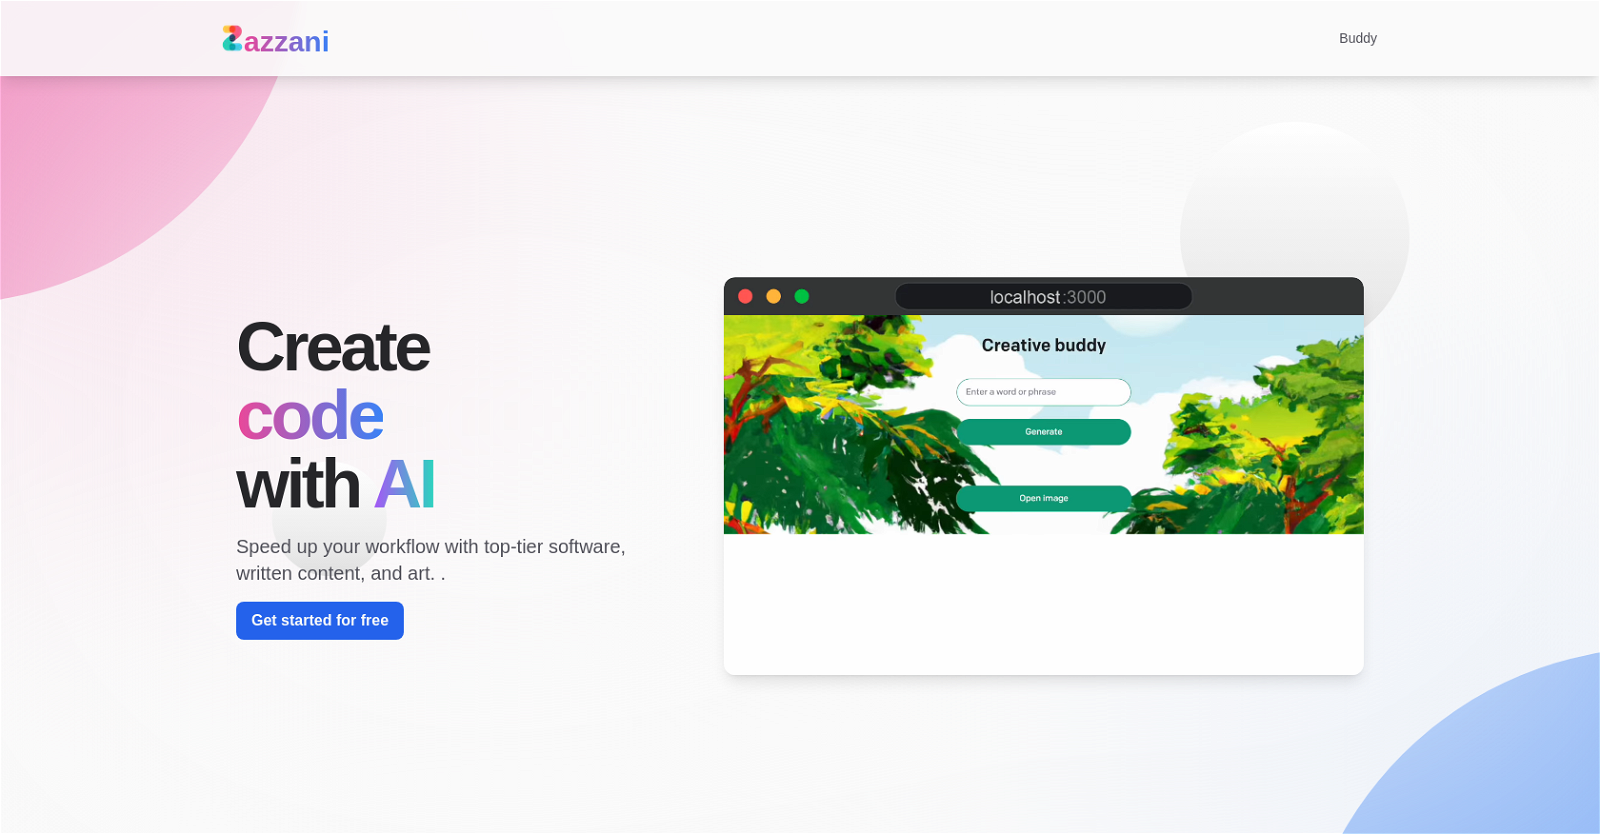 Zazzani
Buddy
Create
code
with AI
Speed up your workflow with top-tier software,
written content, and art. .
Get started for free
localhost:3000
Creative buddy
Enter a word or phrase
Generate
Open image